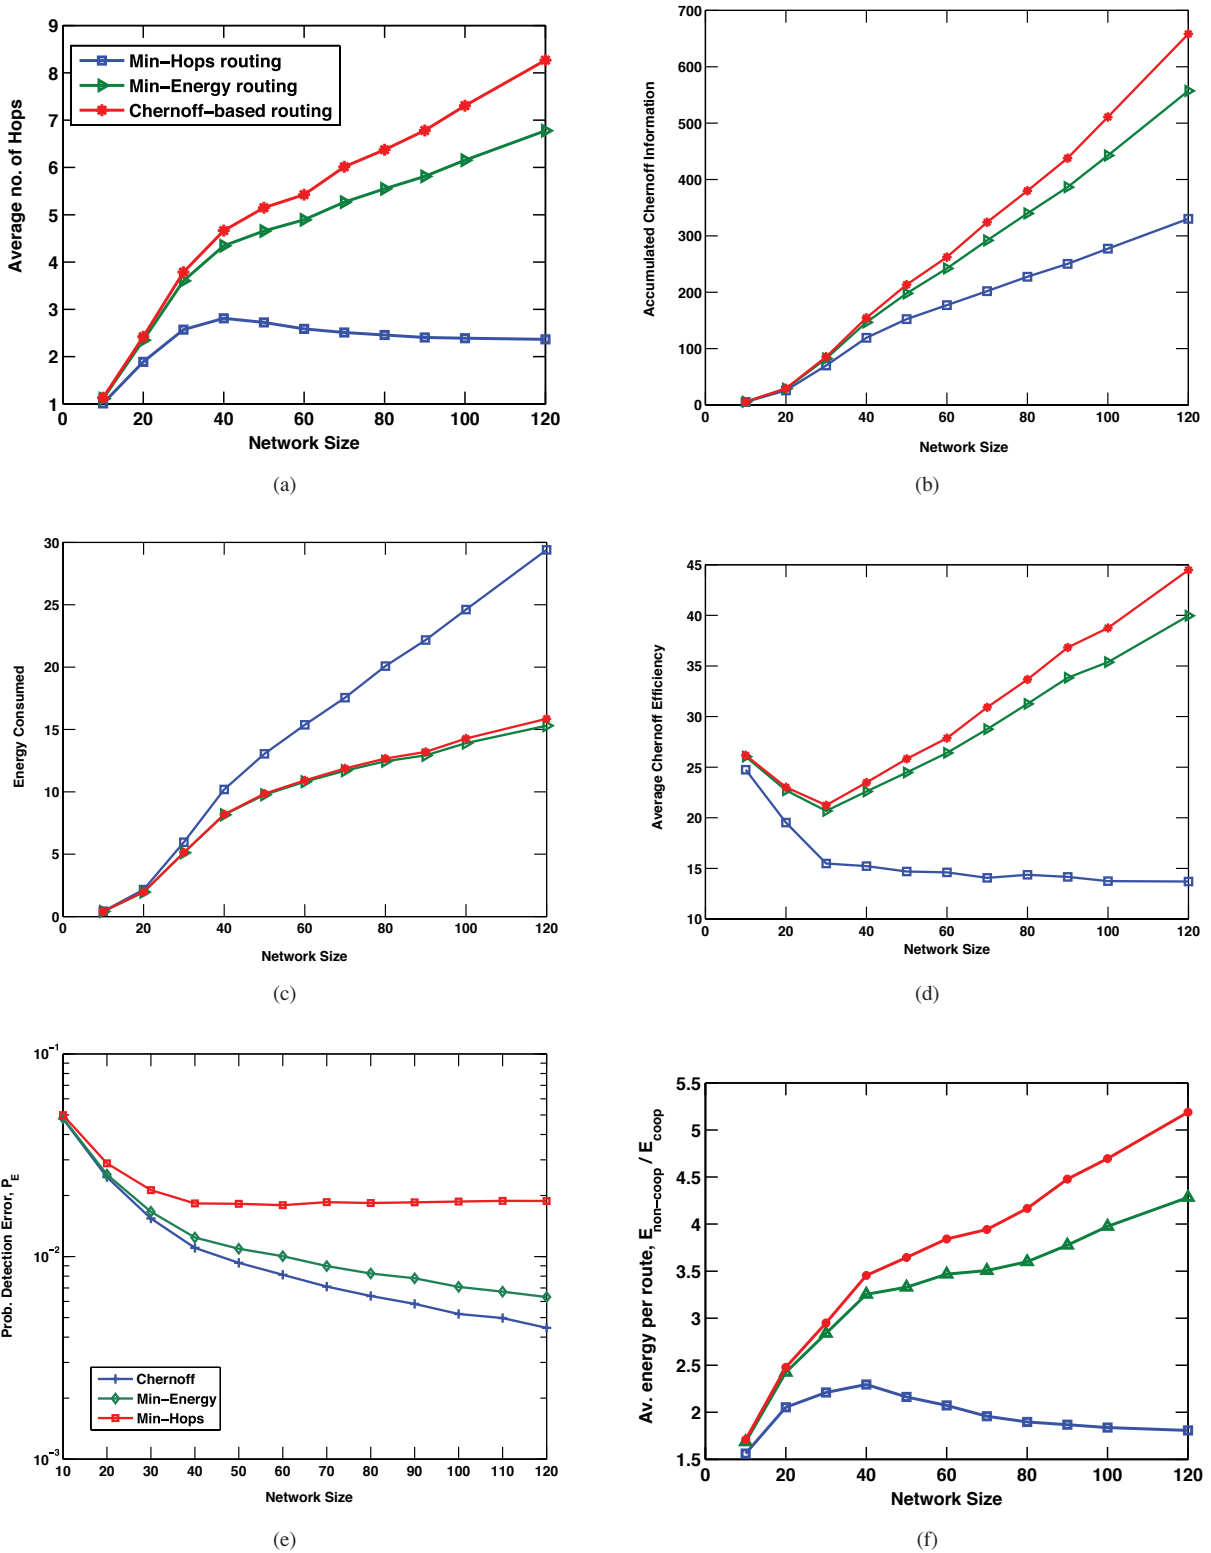 9
8
7
6
5
4
3
2
1
0 20 40 60 80 100 120
Average no. of Hops
Network Size
Min-Hops routing
Min-Energy routing
Chernoff-based routing
(a)
700
600
500
400
300
200
100
0
0 20 40 60 80 100 120
Accumulated Chernoff Information
Network Size
(b)
30
25
20
15
10
5
0
0 20 40 60 80 100 120
Energy Consumed
Network Size
(c)
45
40
35
30
25
20
15
10
0 20 40 60 80 100 120
Average Chernoff Efficiency
Network Size
(d)
10⁻¹
10⁻²
10⁻³
10 20 30 40 50 60 70 80 90 100 110 120
Prob. Detection Error, P_E
Network Size
Chernoff
Min-Energy
Min-Hops
(e)
5.5
5
4.5
4
3.5
3
2.5
2
1.5
0 20 40 60 80 100 120
Av. energy per route, E_non-coop / E_coop
Network Size
(f)